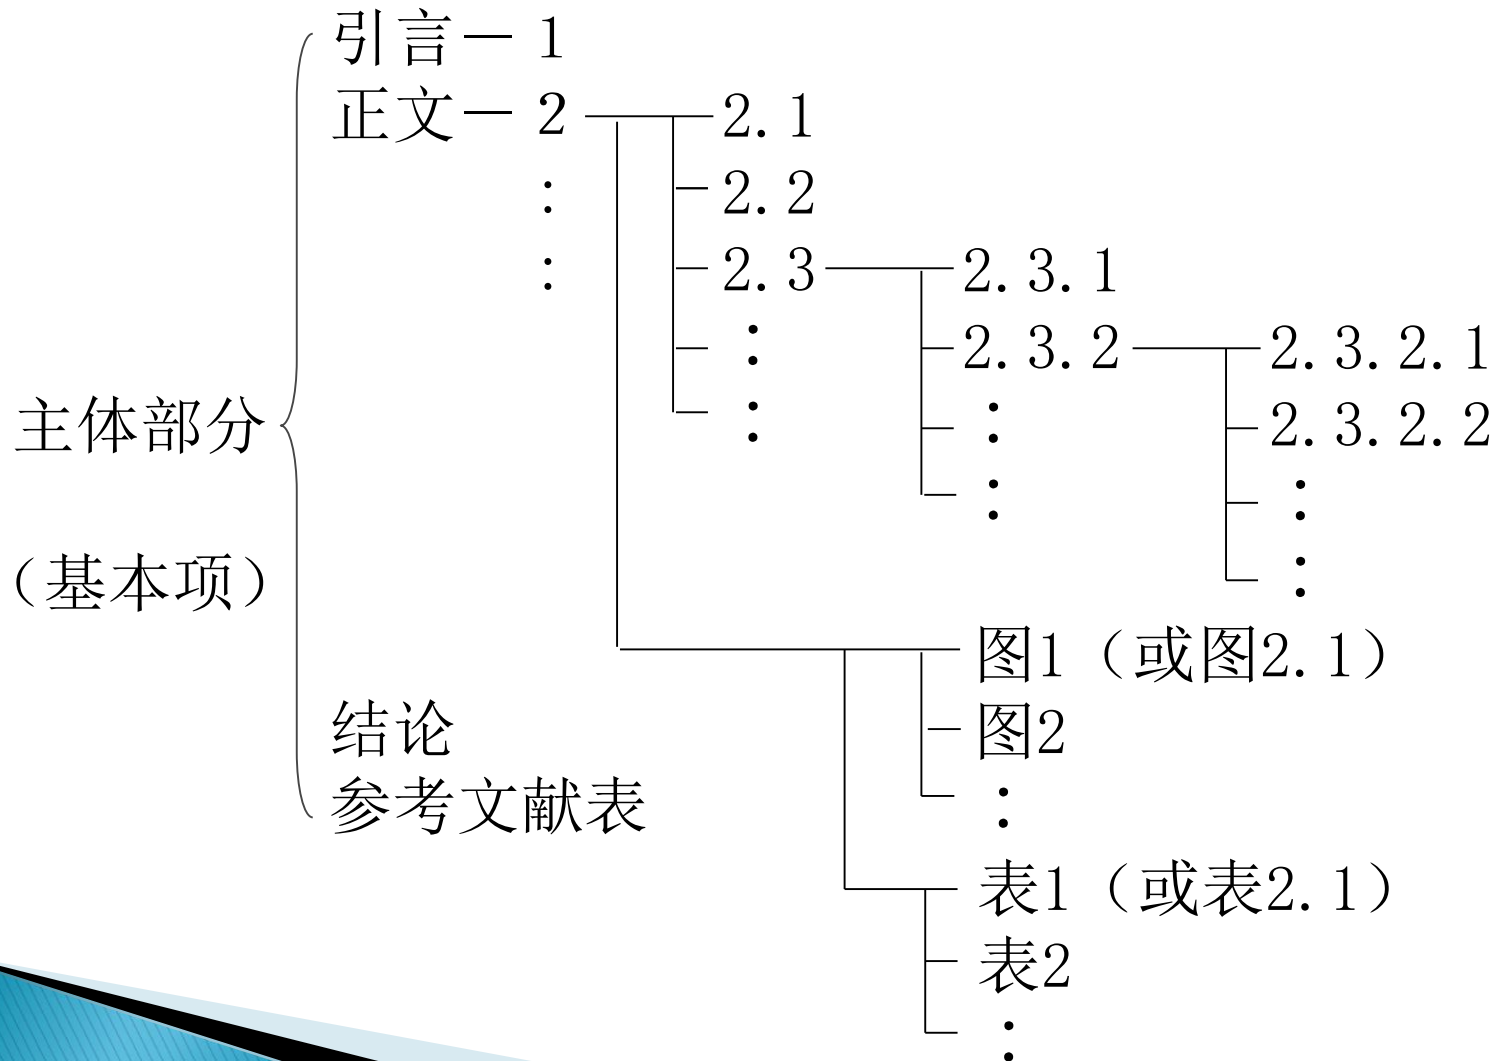 引言－ 1
正文－ 2
2.1
2.2
2.3
2.3.1
2.3.2
2.3.2.1
2.3.2.2
主体部分
（基本项）
图1（或图2.1）
图2
结论
参考文献表
表1（或表2.1）
表2